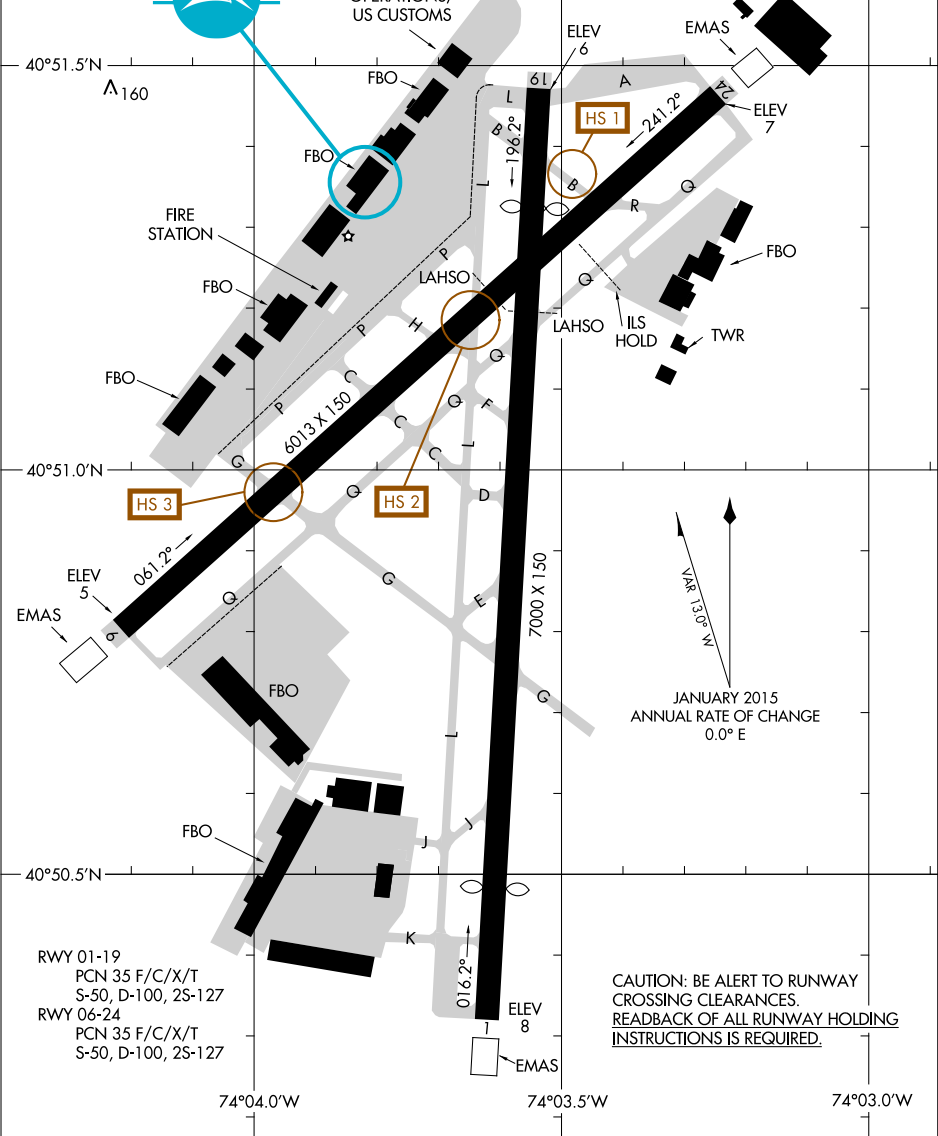 OPERATIONS/
US CUSTOMS
ELEV
6
EMAS
40°51.5'N
160
FBO
19
A
24
L
ELEV
7
HS 1
241.2°
B
196.2°
FBO
B
L
Q
R
FIRE
STATION
P
FBO
LAHSO
Q
FBO
LAHSO
ILS
HOLD
TWR
H
P
Q
FBO
C
Q
F
P
6013 X 150
C
L
C
G
40°51.0'N
Q
D
HS 3
HS 2
061.2°
7000 X 150
VAR 13.0° W
ELEV
5
G
Q
E
EMAS
6
FBO
G
JANUARY 2015
ANNUAL RATE OF CHANGE
0.0° E
L
FBO
J
J
40°50.5'N
K
016.2°
RWY 01-19
PCN 35 F/C/X/T
S-50, D-100, 2S-127
RWY 06-24
PCN 35 F/C/X/T
S-50, D-100, 2S-127
ELEV
8
1
EMAS
CAUTION: BE ALERT TO RUNWAY
CROSSING CLEARANCES.
READBACK OF ALL RUNWAY HOLDING
INSTRUCTIONS IS REQUIRED.
74°04.0'W
74°03.5'W
74°03.0'W